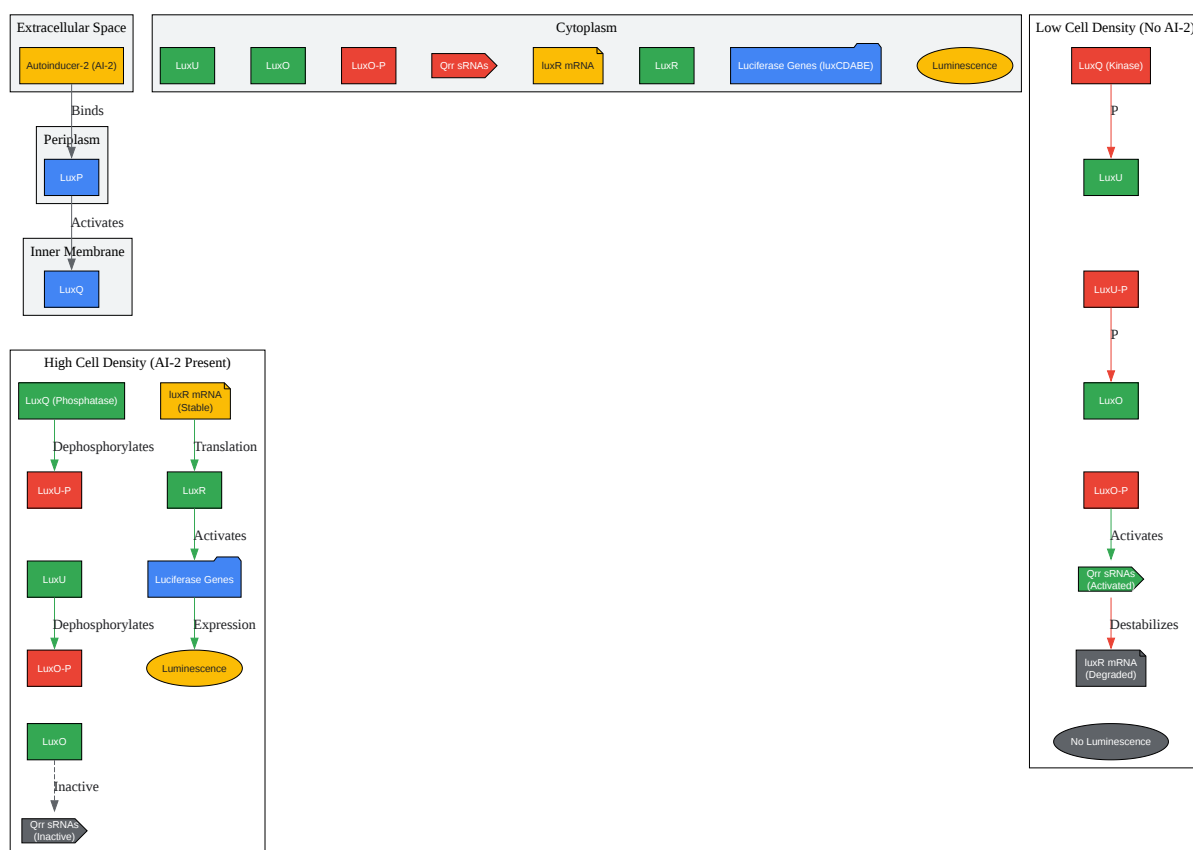 Extracellular Space
Autoinducer-2 (AI-2)
Binds
Periplasm
LuxP
Activates
Inner Membrane
LuxQ
Cytoplasm
LuxU
LuxO
LuxO-P
Qrr sRNAs
luxR mRNA
LuxR
Luciferase Genes (luxCDABE)
Luminescence
Low Cell Density (No AI-2)
LuxQ (Kinase)
P
LuxU
LuxU-P
P
LuxO
LuxO-P
Activates
Qrr sRNAs
(Activated)
Destabilizes
luxR mRNA
(Degraded)
No Luminescence
High Cell Density (AI-2 Present)
LuxQ (Phosphatase)
Dephosphorylates
LuxU-P
LuxU
Dephosphorylates
LuxO-P
LuxO
Inactive
Qrr sRNAs
(Inactive)
luxR mRNA
(Stable)
Translation
LuxR
Activates
Luciferase Genes
Expression
Luminescence